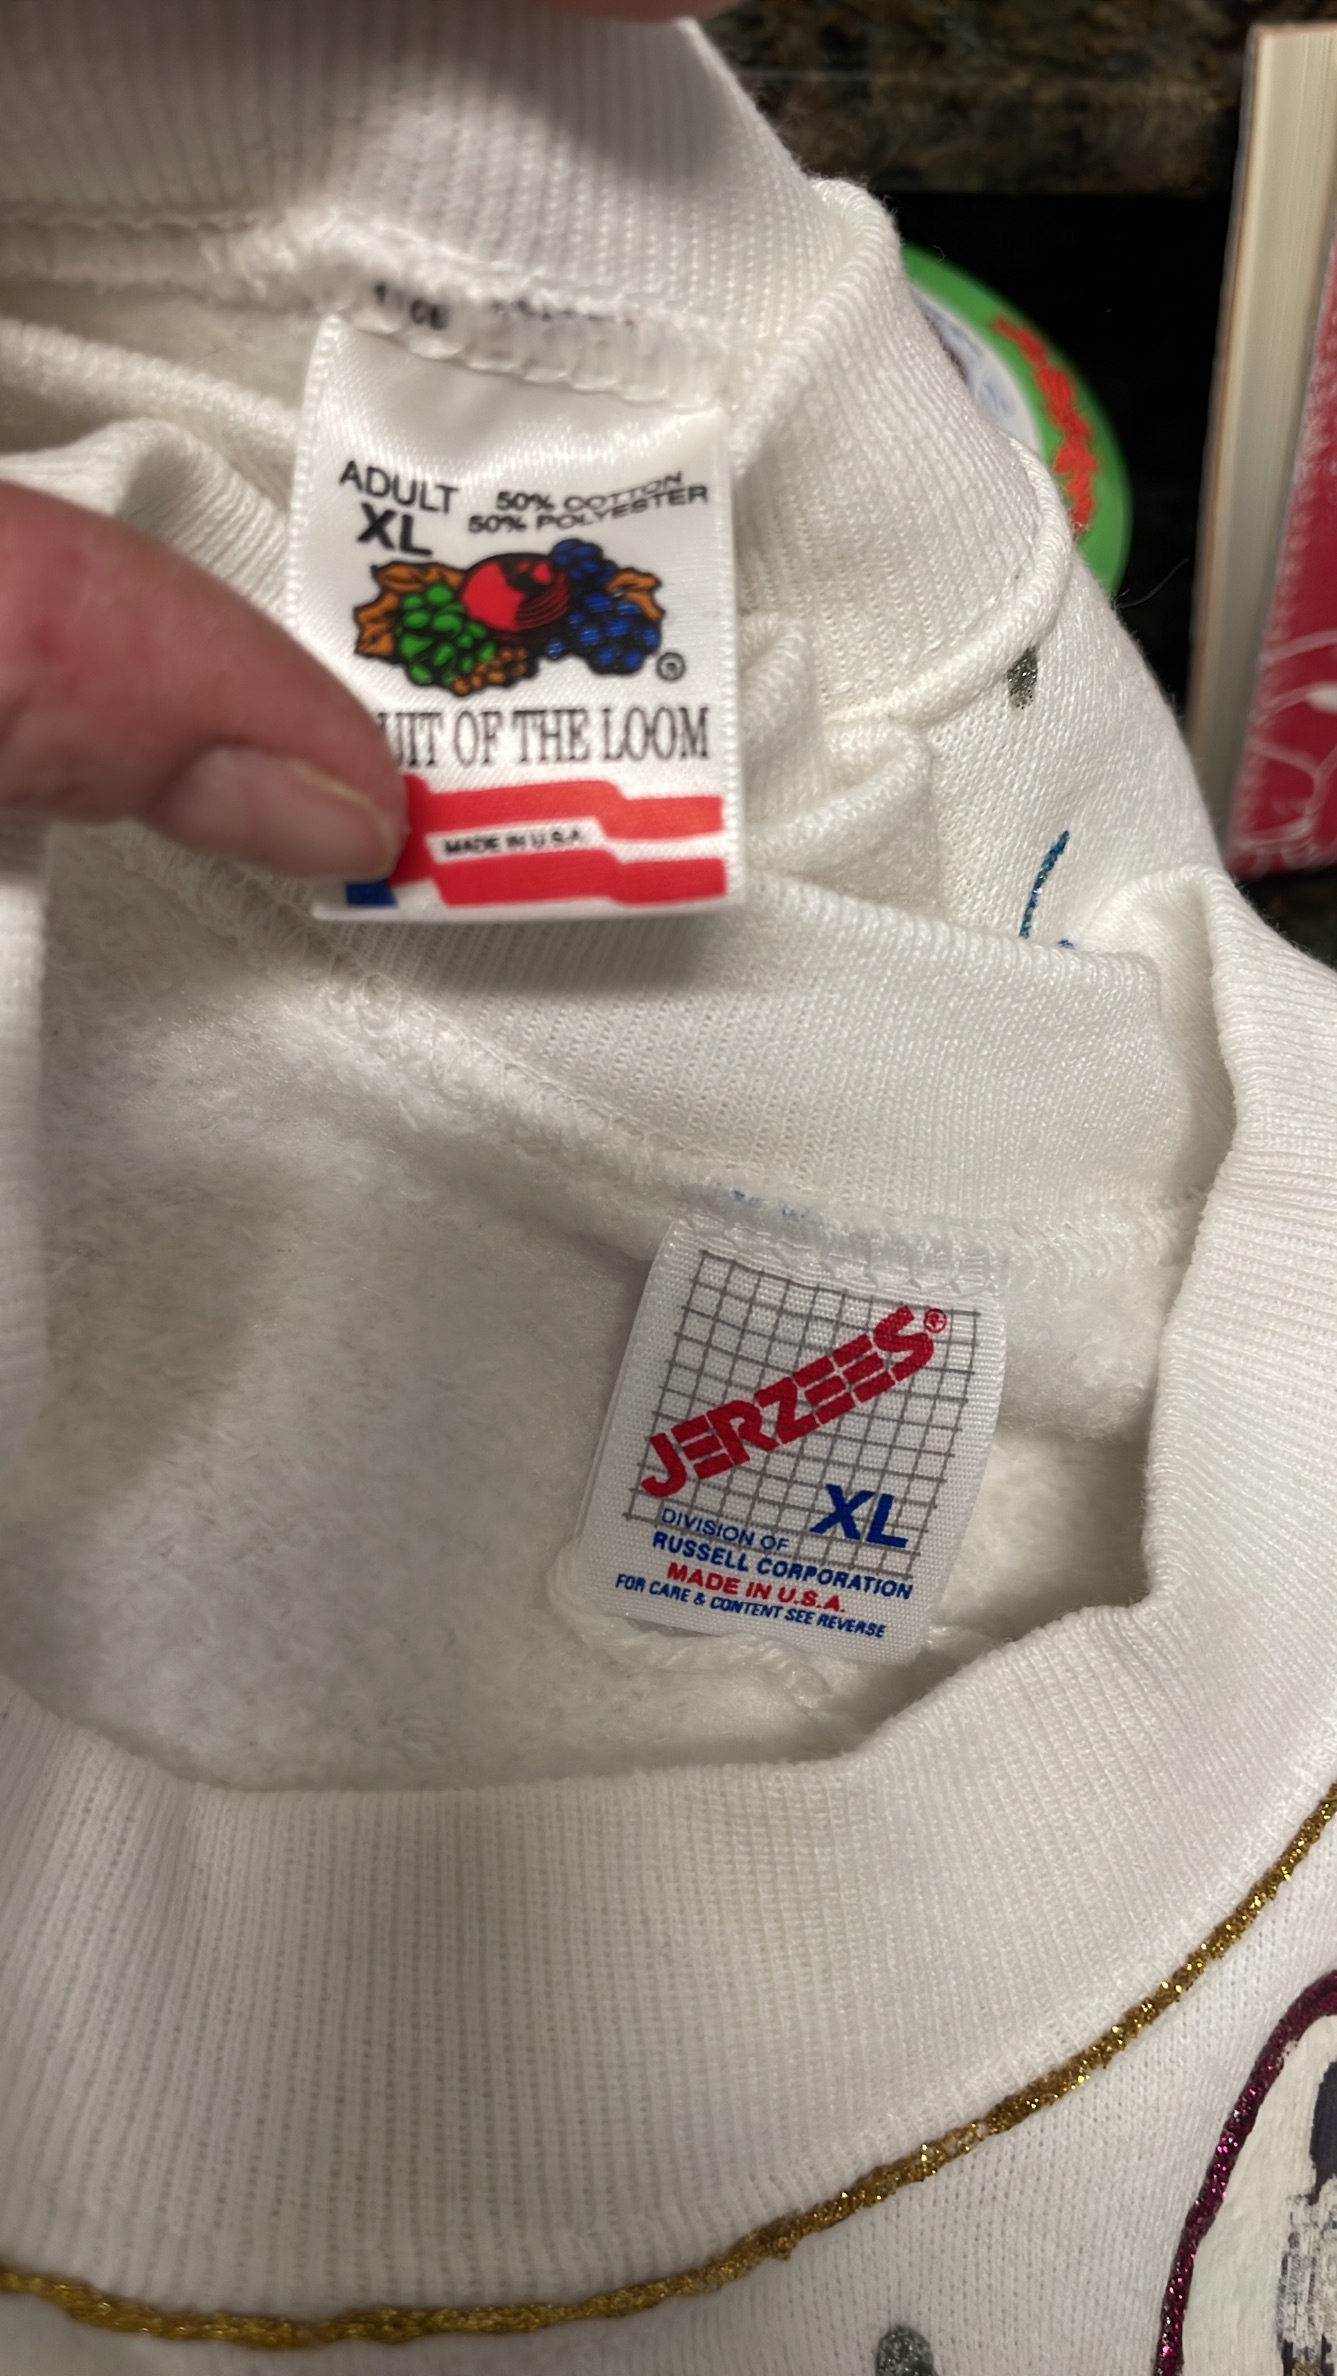 ADULT
XL
50% COTTON
50% POLYESTER
®
UIT OF THE LOOM
MADE IN U.S.A.
JERZEES®
XL
DIVISION OF
RUSSELL CORPORATION
MADE IN U.S.A.
FOR CARE & CONTENT SEE REVERSE